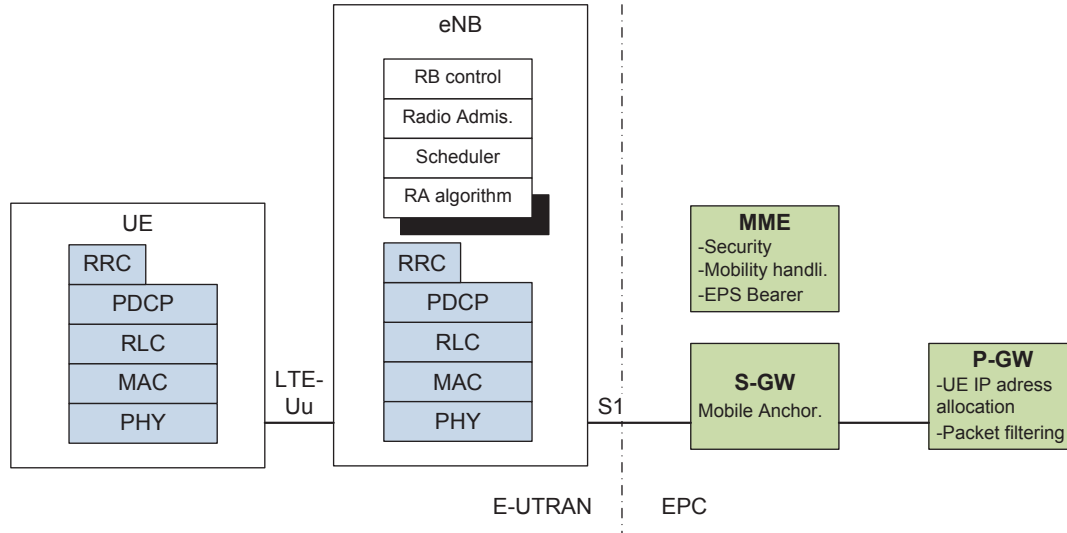 eNB
RB control
Radio Admis.
Scheduler
RA algorithm
UE
RRC
PDCP
RLC
MAC
PHY
LTE-
Uu
RRC
PDCP
RLC
MAC
PHY
S1
MME
-Security
-Mobility handli.
-EPS Bearer
S-GW
Mobile Anchor.
P-GW
-UE IP adress
allocation
-Packet filtering
E-UTRAN
EPC